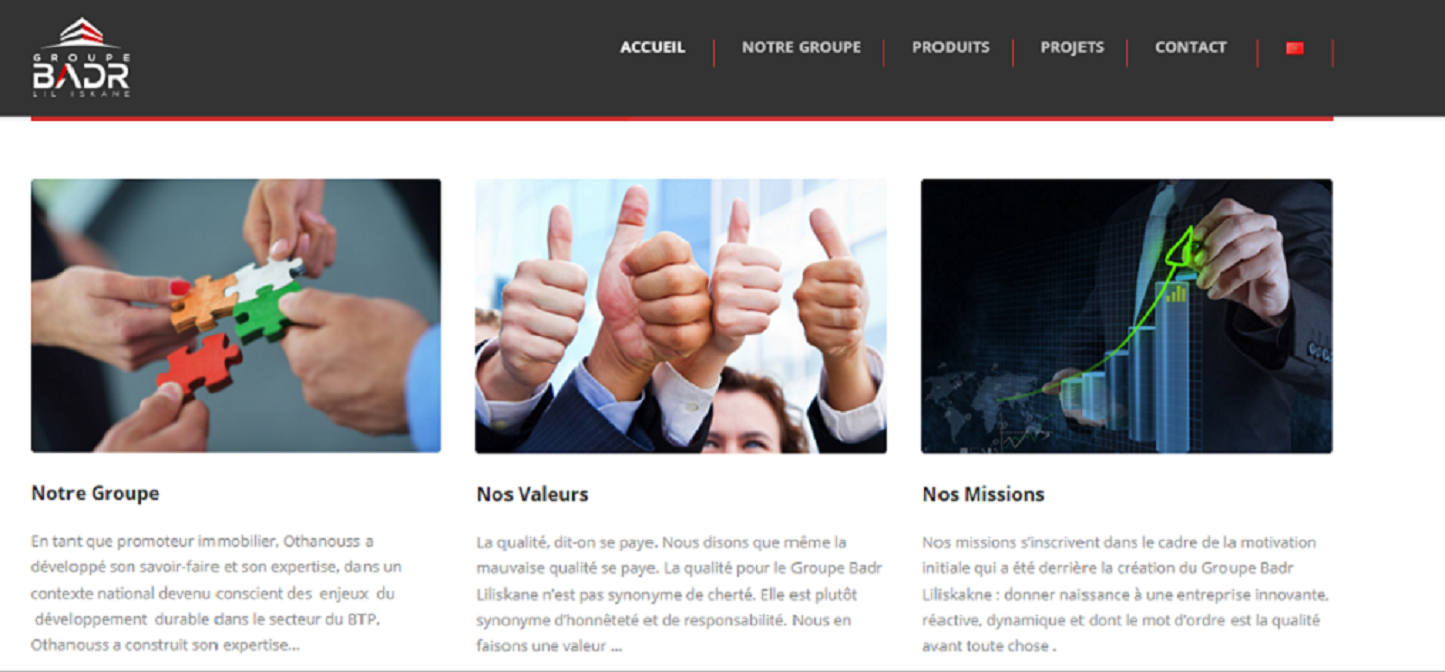 GROUPE
BADR
LIL ISKANE
ACCUEIL
NOTRE GROUPE
PRODUITS
PROJETS
CONTACT
Notre Groupe
En tant que promoteur immobilier, Othanouss a
développé son savoir-faire et son expertise, dans un
contexte national devenu conscient des enjeux du
développement durable dans le secteur du BTP,
Othanouss a construit son expertise...
Nos Valeurs
La qualité, dit-on se paye. Nous disons que même la
mauvaise qualité se paye. La qualité pour le Groupe Badr
Liliskane n'est pas synonyme de cherté. Elle est plutôt
synonyme d'honnêteté et de responsabilité. Nous en
faisons une valeur ...
Nos Missions
Nos missions s'inscrivent dans le cadre de la motivation
initiale qui a été derrière la création du Groupe Badr
Liliskakne : donner naissance à une entreprise innovante,
réactive, dynamique et dont le mot d'ordre est la qualité
avant toute chose .